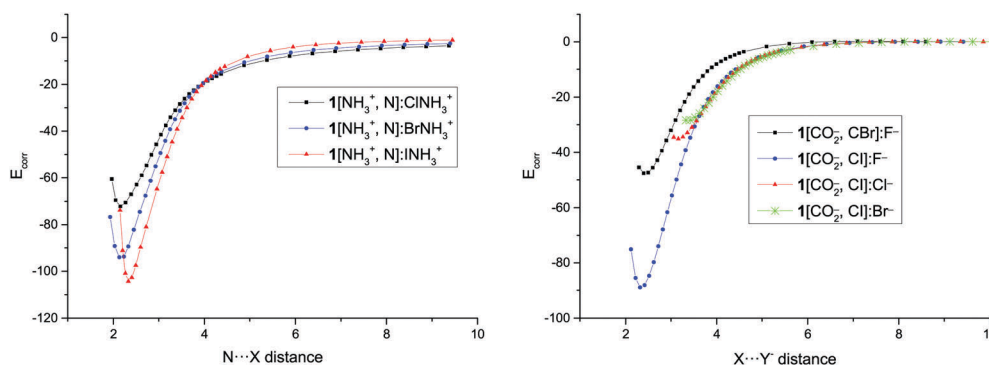 0
-20
-40
-60
-80
-100
-120
E_corr
2
4
6
8
10
N···X distance
1[NH₃⁺, N]:ClNH₃⁺
1[NH₃⁺, N]:BrNH₃⁺
1[NH₃⁺, N]:INH₃⁺
0
-20
-40
-60
-80
-100
E_corr
2
4
6
8
1
X···Y⁻ distance
1[CO₂⁻, CBr]:F⁻
1[CO₂⁻, CI]:F⁻
1[CO₂⁻, CI]:Cl⁻
1[CO₂⁻, CI]:Br⁻